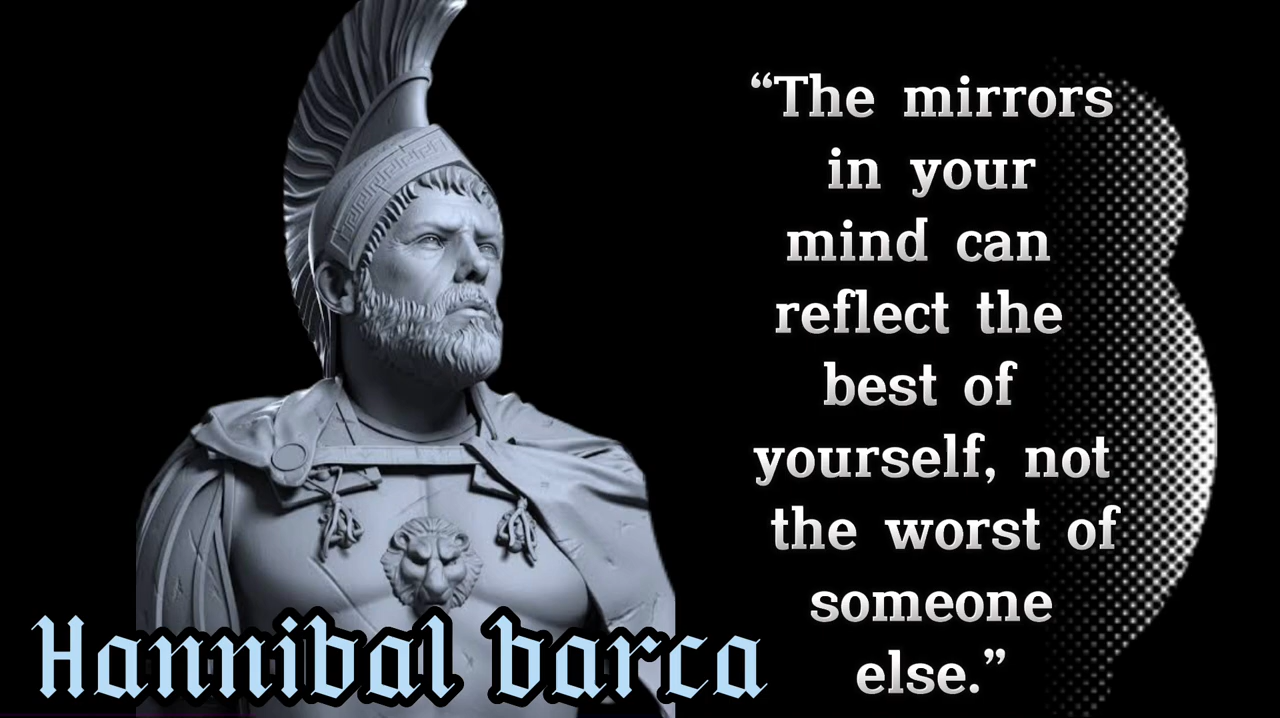 “The mirrors
in your
mind can
reflect the
best of
yourself, not
the worst of
someone
else.”
Hannibal barca